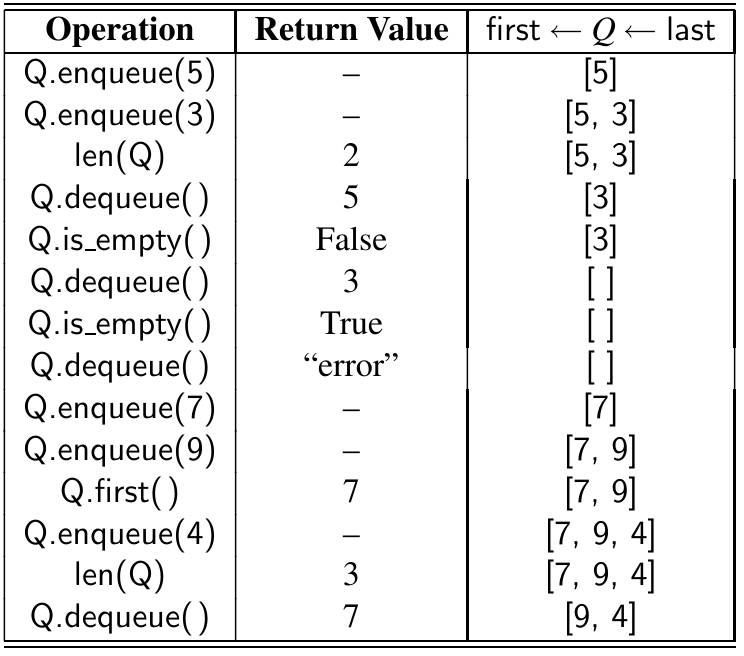 Operation Return Value first ← Q ← last
Q.enqueue(5) – [5]
Q.enqueue(3) – [5, 3]
len(Q) 2 [5, 3]
Q.dequeue( ) 5 [3]
Q.is_empty( ) False [3]
Q.dequeue( ) 3 [ ]
Q.is_empty( ) True [ ]
Q.dequeue( ) “error” [ ]
Q.enqueue(7) – [7]
Q.enqueue(9) – [7, 9]
Q.first( ) 7 [7, 9]
Q.enqueue(4) – [7, 9, 4]
len(Q) 3 [7, 9, 4]
Q.dequeue( ) 7 [9, 4]